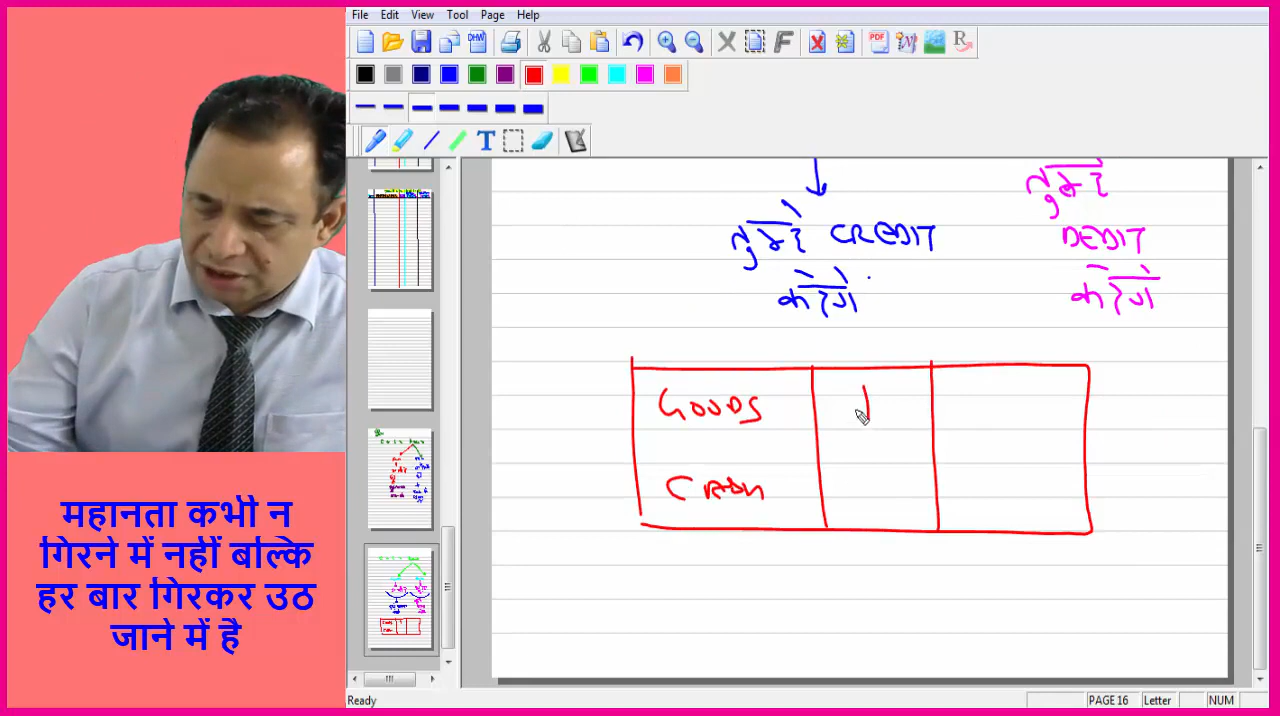 File Edit View Tool Page Help
तुम्हें
तुम्हें CREDIT
DEBIT
करेंगे
करेंगे
GOODS
CASH
महानता कभी न
गिरने में नहीं बल्कि
हर बार गिरकर उठ
जाने में है
Ready PAGE 16 Letter NUM